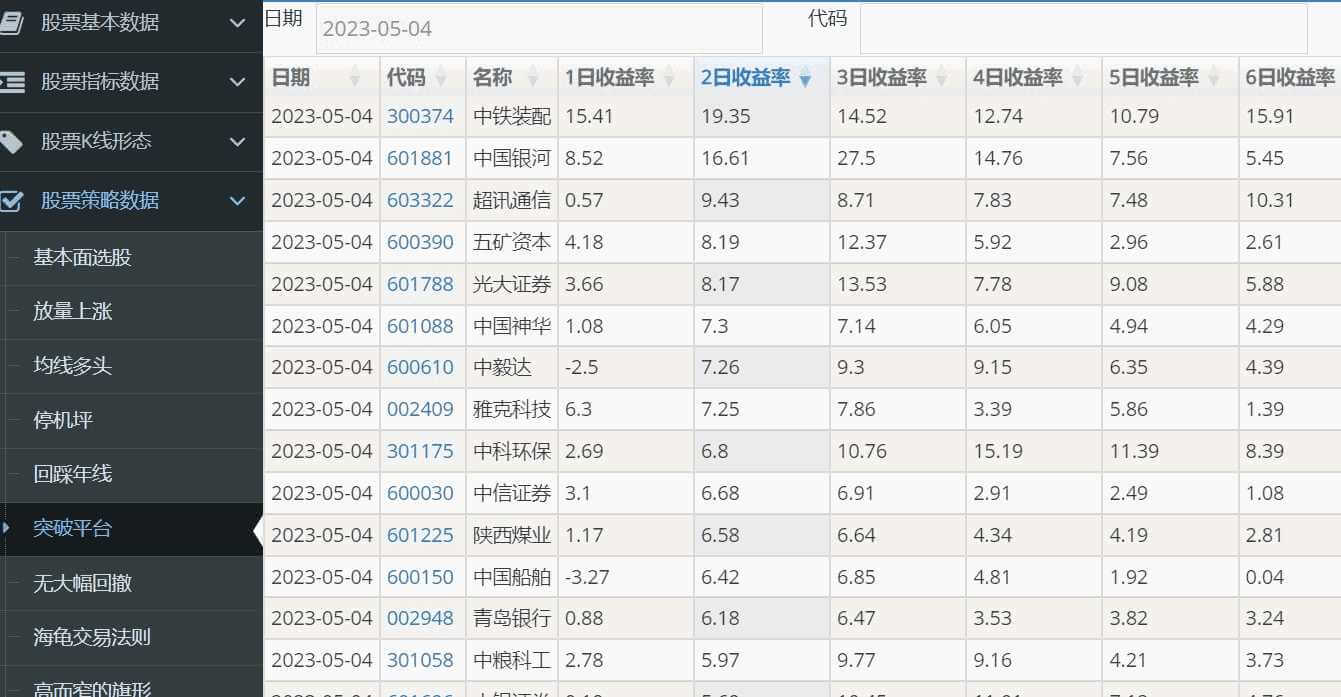 股票基本数据
股票指标数据
股票K线形态
股票策略数据
基本面选股
放量上涨
均线多头
停机坪
回踩年线
突破平台
无大幅回撤
海龟交易法则
高而窄的旗形
日期 2023-05-04 代码
日期 代码 名称 1日收益率 2日收益率 3日收益率 4日收益率 5日收益率 6日收益率
2023-05-04 300374 中铁装配 15.41 19.35 14.52 12.74 10.79 15.91
2023-05-04 601881 中国银河 8.52 16.61 27.5 14.76 7.56 5.45
2023-05-04 603322 超讯通信 0.57 9.43 8.71 7.83 7.48 10.31
2023-05-04 600390 五矿资本 4.18 8.19 12.37 5.92 2.96 2.61
2023-05-04 601788 光大证券 3.66 8.17 13.53 7.78 9.08 5.88
2023-05-04 601088 中国神华 1.08 7.3 7.14 6.05 4.94 4.29
2023-05-04 600610 中毅达 -2.5 7.26 9.3 9.15 6.35 4.39
2023-05-04 002409 雅克科技 6.3 7.25 7.86 3.39 5.86 1.39
2023-05-04 301175 中科环保 2.69 6.8 10.76 15.19 11.39 8.39
2023-05-04 600030 中信证券 3.1 6.68 6.91 2.91 2.49 1.08
2023-05-04 601225 陕西煤业 1.17 6.58 6.64 4.34 4.19 2.81
2023-05-04 600150 中国船舶 -3.27 6.42 6.85 4.81 1.92 0.04
2023-05-04 002948 青岛银行 0.88 6.18 6.47 3.53 3.82 3.24
2023-05-04 301058 中粮科工 2.78 5.97 9.77 9.16 4.21 3.73